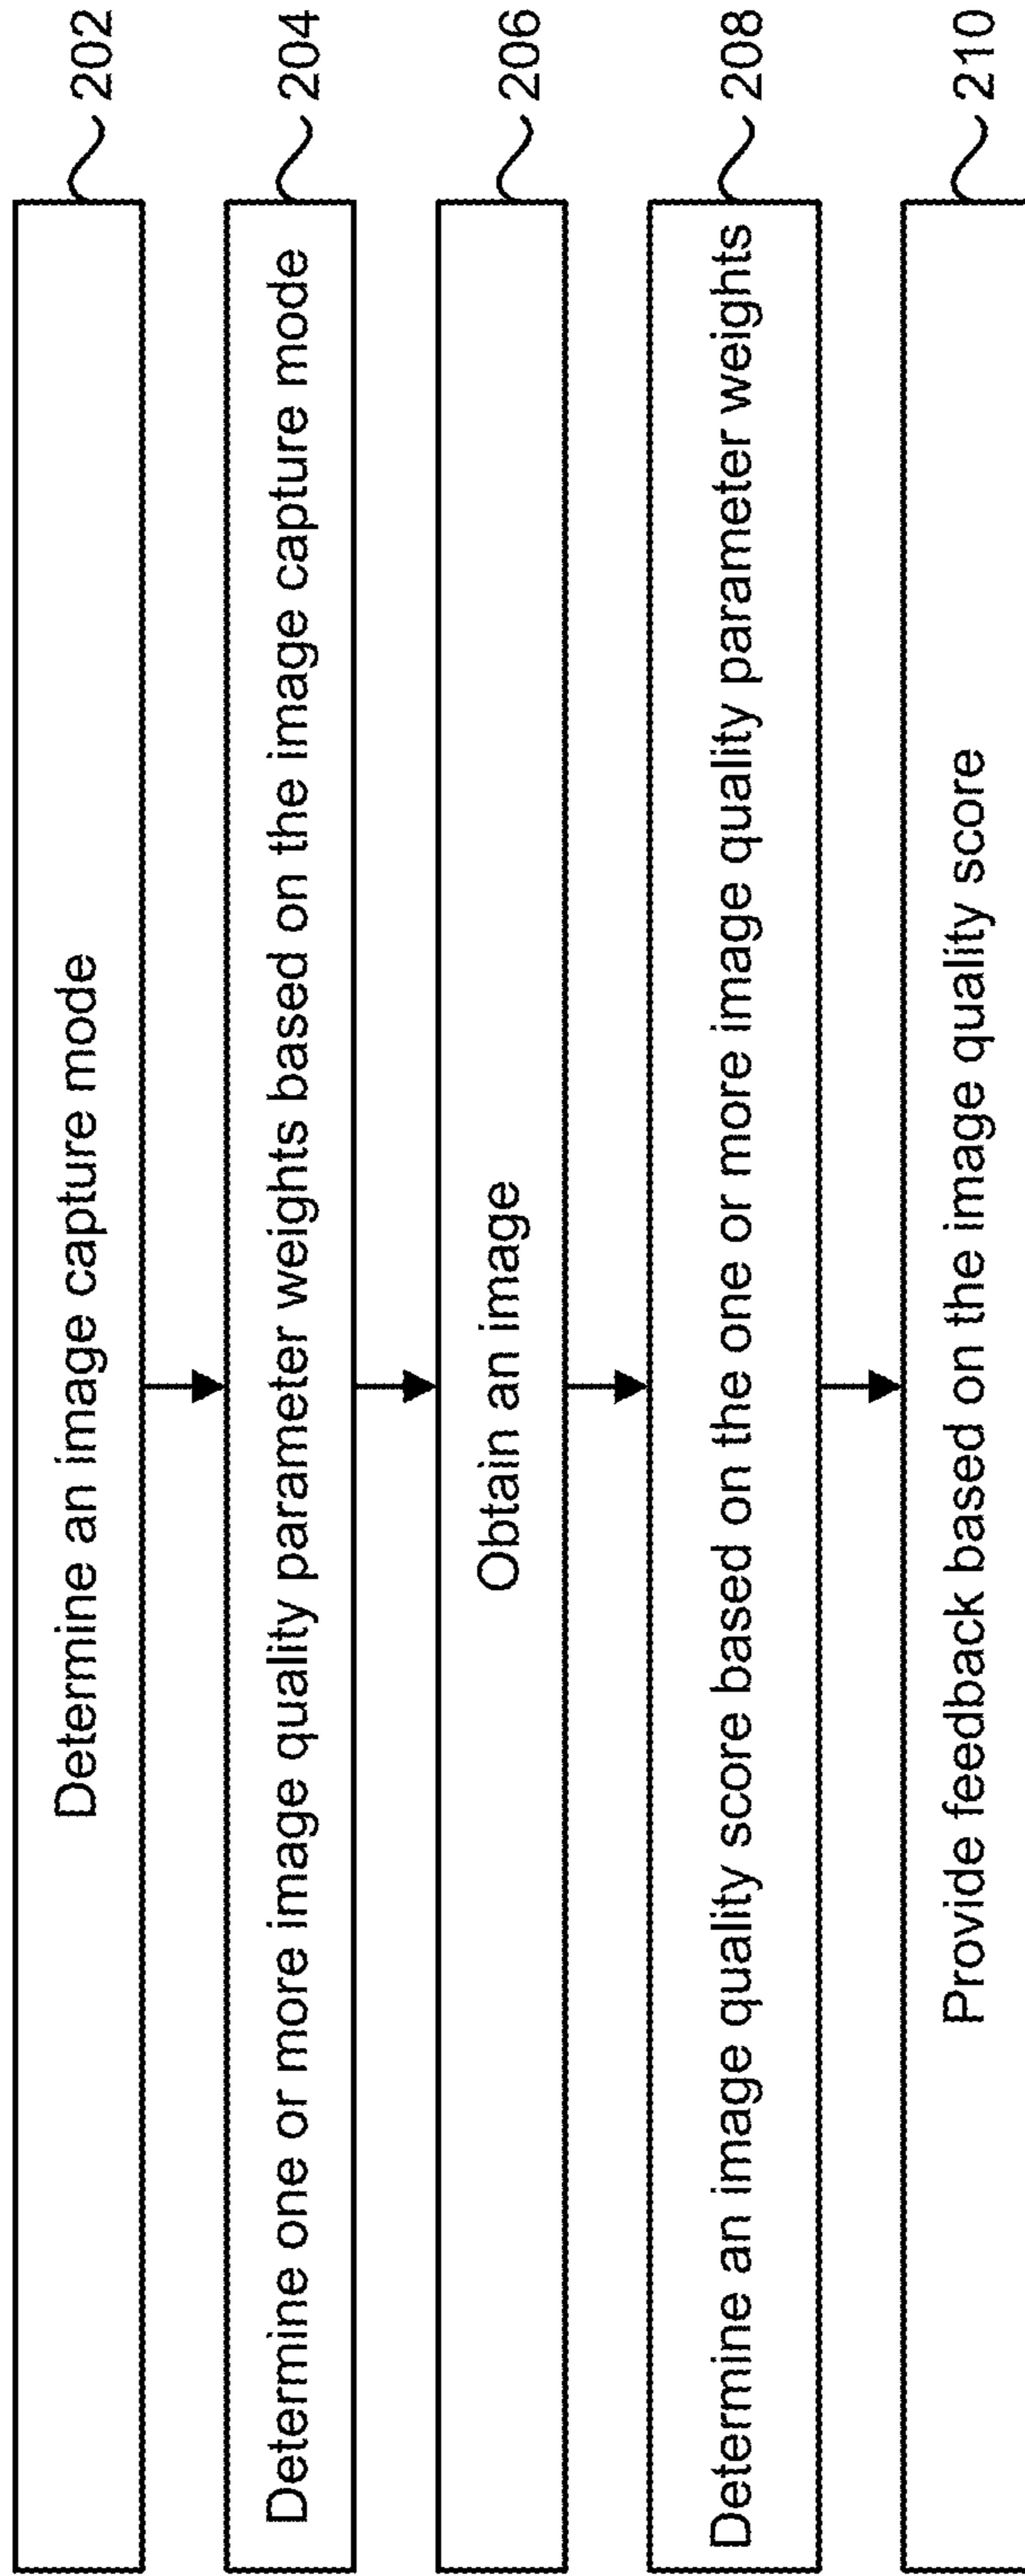 Determine an image capture mode
202
Determine one or more image quality parameter weights based on the image capture mode
204
Obtain an image
206
Determine an image quality score based on the one or more image quality parameter weights
208
Provide feedback based on the image quality score
210